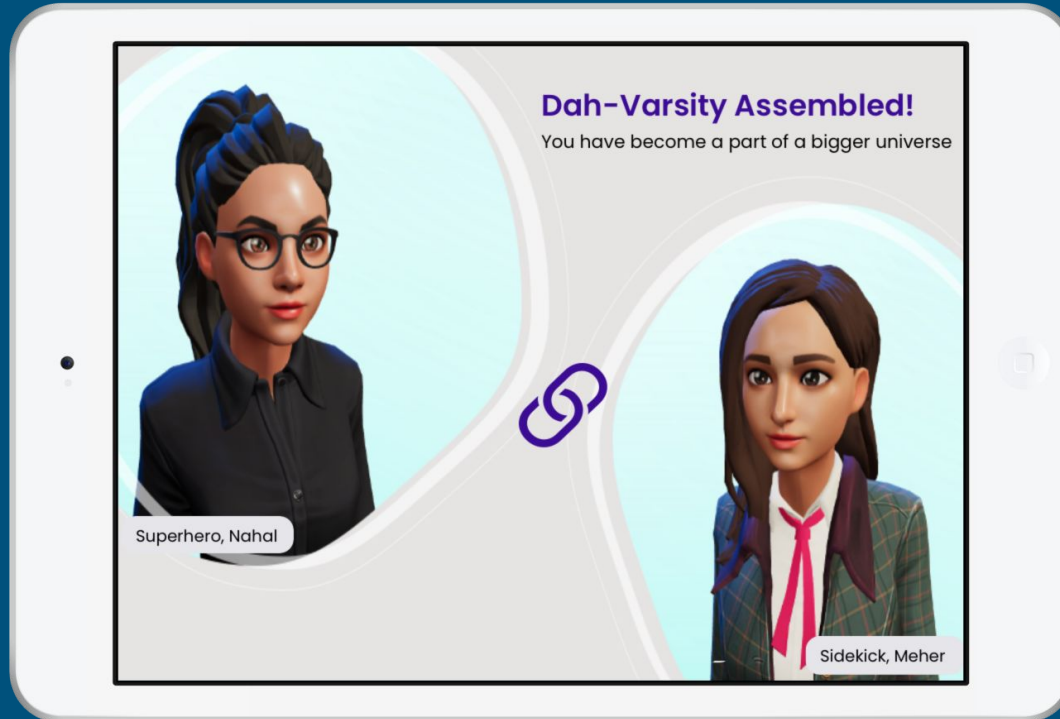 Dah-Varsity Assembled!
You have become a part of a bigger universe
Superhero, Nahal
Sidekick, Meher